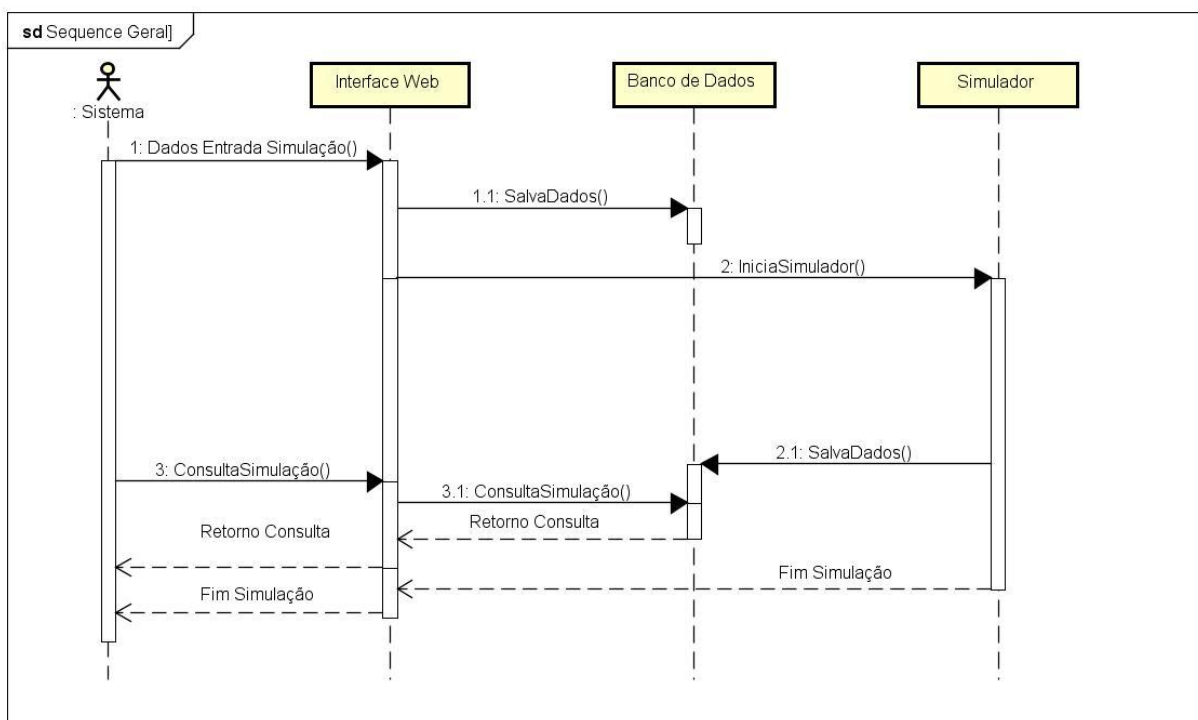 sd Sequence Geral]
: Sistema
Interface Web
Banco de Dados
Simulador
1: Dados Entrada Simulação()
1.1: SalvaDados()
2: IniciaSimulador()
2.1: SalvaDados()
3: ConsultaSimulação()
3.1: ConsultaSimulação()
Retorno Consulta
Retorno Consulta
Fim Simulação
Fim Simulação